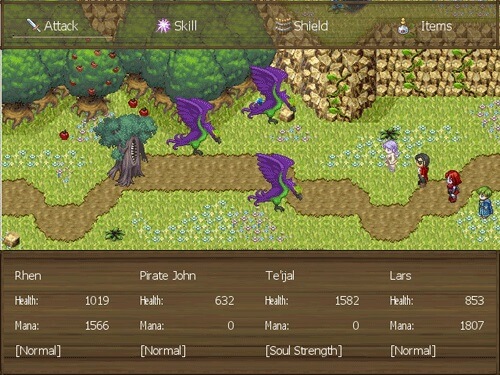 Attack Skill Shield Items
Rhen Pirate John Te'ijal Lars
Health: 1019 Health: 632 Health: 1582 Health: 853
Mana: 1566 Mana: 0 Mana: 0 Mana: 1807
[Normal] [Normal] [Soul Strength] [Normal]